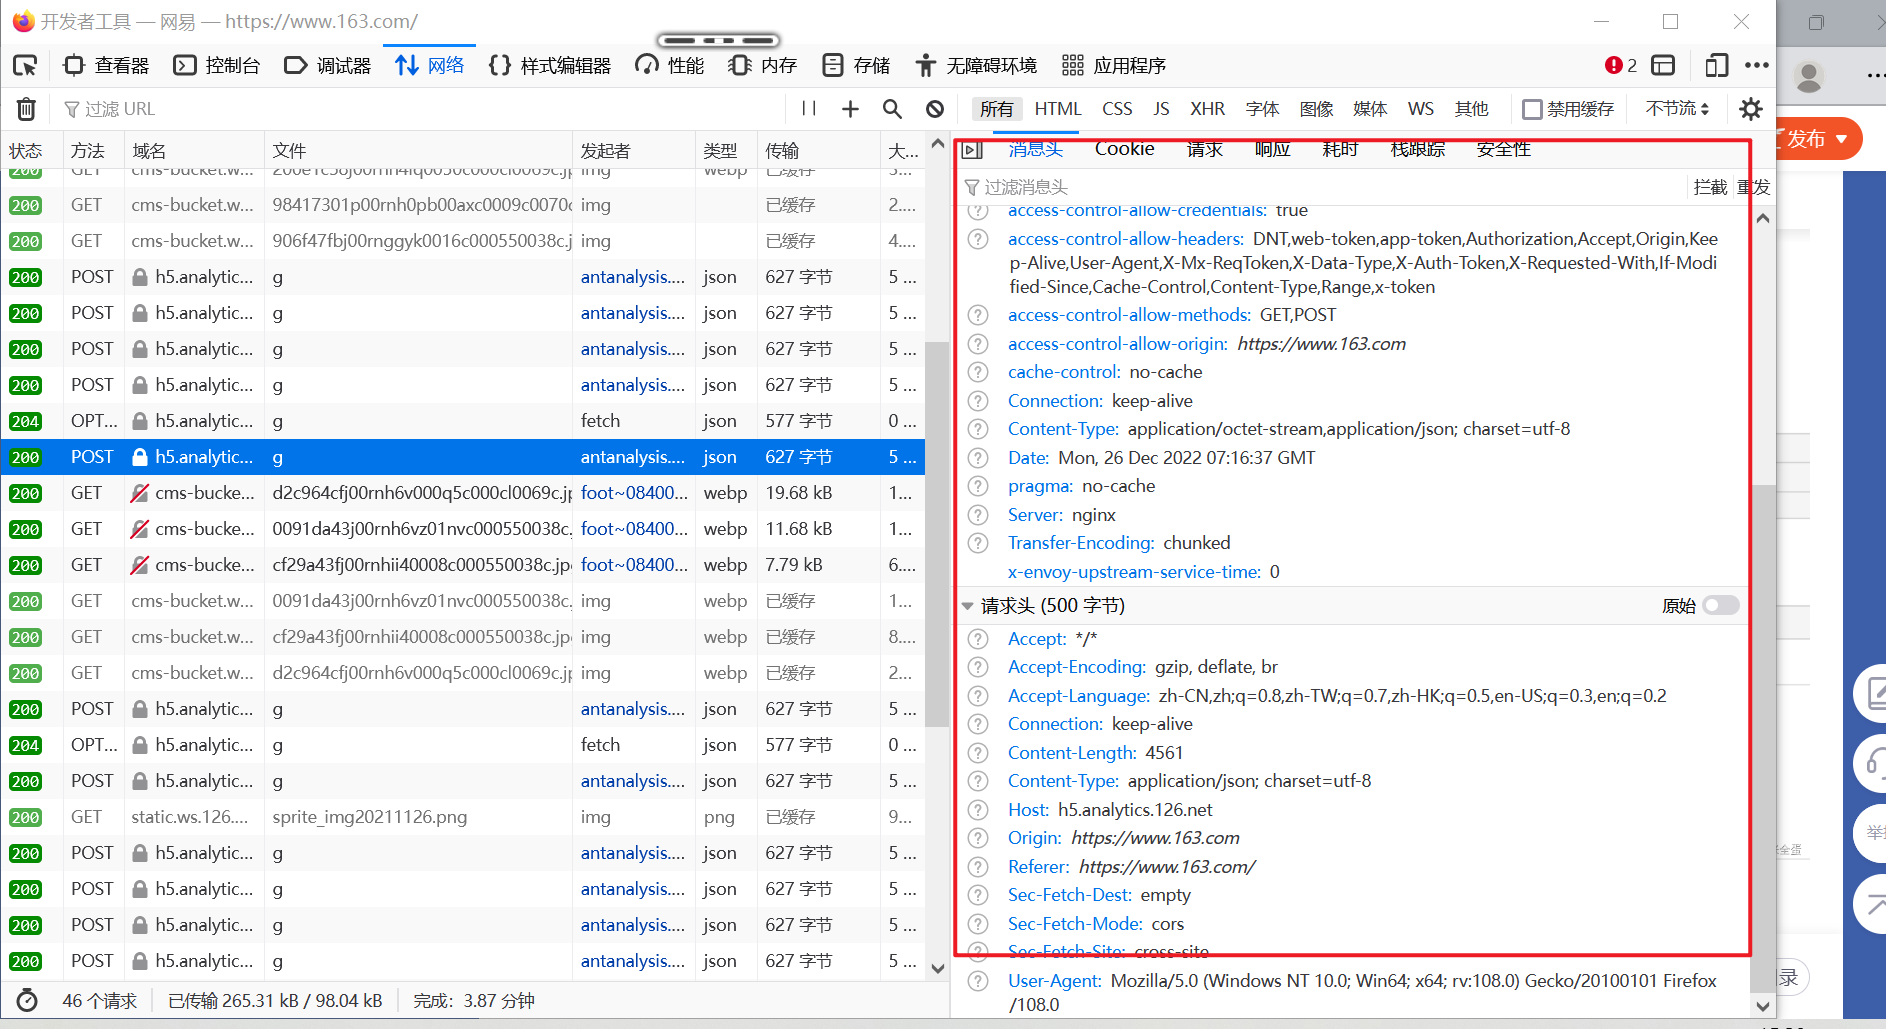 开发者工具 — 网易 — https://www.163.com/
查看器 控制台 调试器 网络 样式编辑器 性能 内存 存储 无障碍环境 应用程序 2
过滤 URL 所有 HTML CSS JS XHR 字体 图像 媒体 WS 其他 禁用缓存 不节流
发布
状态 方法 域名 文件 发起者 类型 传输 大...
200 GET cms-bucket.w... img webp 已缓存
200 GET cms-bucket.w... 98417301p00rnh0pb00axc0009c0070c img 已缓存 2....
200 GET cms-bucket.w... 906f47fbj00rnggyk0016c000550038c.j img 已缓存 4....
200 POST h5.analytic... g antanalysis.... json 627 字节 5 ...
200 POST h5.analytic... g antanalysis.... json 627 字节 5 ...
200 POST h5.analytic... g antanalysis.... json 627 字节 5 ...
200 POST h5.analytic... g antanalysis.... json 627 字节 5 ...
204 OPT... h5.analytic... g fetch json 577 字节 0 ...
200 POST h5.analytic... g antanalysis.... json 627 字节 5 ...
200 GET cms-bucke... d2c964cfj00rnh6v000q5c000cl0069c.jp foot~08400... webp 19.68 kB 1...
200 GET cms-bucke... 0091da43j00rnh6vz01nvc000550038c. foot~08400... webp 11.68 kB 1...
200 GET cms-bucke... cf29a43fj00rnhii40008c000550038c.jpe foot~08400... webp 7.79 kB 6....
200 GET cms-bucket.w... 0091da43j00rnh6vz01nvc000550038c. img webp 已缓存 1...
200 GET cms-bucket.w... cf29a43fj00rnhii40008c000550038c.jpe img webp 已缓存 8....
200 GET cms-bucket.w... d2c964cfj00rnh6v000q5c000cl0069c.jp img webp 已缓存 2....
200 POST h5.analytic... g antanalysis.... json 627 字节 5 ...
204 OPT... h5.analytic... g fetch json 577 字节 0 ...
200 POST h5.analytic... g antanalysis.... json 627 字节 5 ...
200 GET static.ws.126.... sprite_img20211126.png img png 已缓存 9...
200 POST h5.analytic... g antanalysis.... json 627 字节 5 ...
200 POST h5.analytic... g antanalysis.... json 627 字节 5 ...
200 POST h5.analytic... g antanalysis.... json 627 字节 5 ...
200 POST h5.analytic... g antanalysis.... json 627 字节 5 ...
46 个请求 已传输 265.31 kB / 98.04 kB 完成：3.87 分钟
消息头 Cookie 请求 响应 耗时 栈跟踪 安全性
过滤消息头 拦截 重发
access-control-allow-credentials: true
access-control-allow-headers: DNT,web-token,app-token,Authorization,Accept,Origin,Kee
p-Alive,User-Agent,X-Mx-ReqToken,X-Data-Type,X-Auth-Token,X-Requested-With,If-Modi
fied-Since,Cache-Control,Content-Type,Range,x-token
access-control-allow-methods: GET,POST
access-control-allow-origin: https://www.163.com
cache-control: no-cache
Connection: keep-alive
Content-Type: application/octet-stream,application/json; charset=utf-8
Date: Mon, 26 Dec 2022 07:16:37 GMT
pragma: no-cache
Server: nginx
Transfer-Encoding: chunked
x-envoy-upstream-service-time: 0
请求头 (500 字节) 原始
Accept: */*
Accept-Encoding: gzip, deflate, br
Accept-Language: zh-CN,zh;q=0.8,zh-TW;q=0.7,zh-HK;q=0.5,en-US;q=0.3,en;q=0.2
Connection: keep-alive
Content-Length: 4561
Content-Type: application/json; charset=utf-8
Host: h5.analytics.126.net
Origin: https://www.163.com
Referer: https://www.163.com/
Sec-Fetch-Dest: empty
Sec-Fetch-Mode: cors
Sec-Fetch-Site: cross-site
User-Agent: Mozilla/5.0 (Windows NT 10.0; Win64; x64; rv:108.0) Gecko/20100101 Firefox
/108.0
全蛋
录